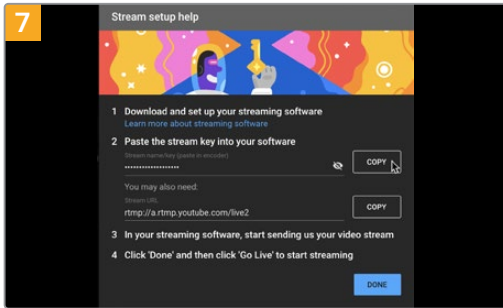 7
Stream setup help
1 Download and set up your streaming software
Learn more about streaming software
2 Paste the stream key into your software
Stream name/key (paste in encoder)
••••••••••••••••••••
COPY
You may also need:
Stream URL
rtmp://a.rtmp.youtube.com/live2
COPY
3 In your streaming software, start sending us your video stream
4 Click 'Done' and then click 'Go Live' to start streaming
DONE